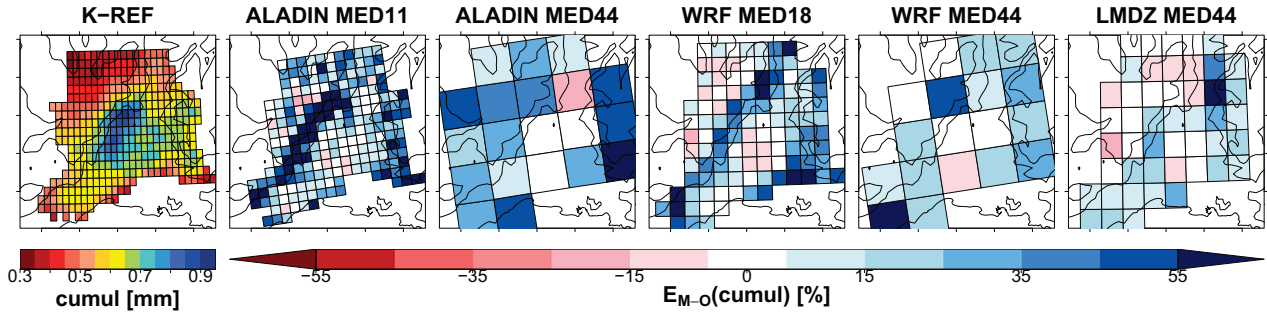 K−REF ALADIN MED11 ALADIN MED44 WRF MED18 WRF MED44 LMDZ MED44
0.3 0.5 0.7 0.9 −55 −35 −15 0 15 35 55
cumul [mm] E_M−O(cumul) [%]